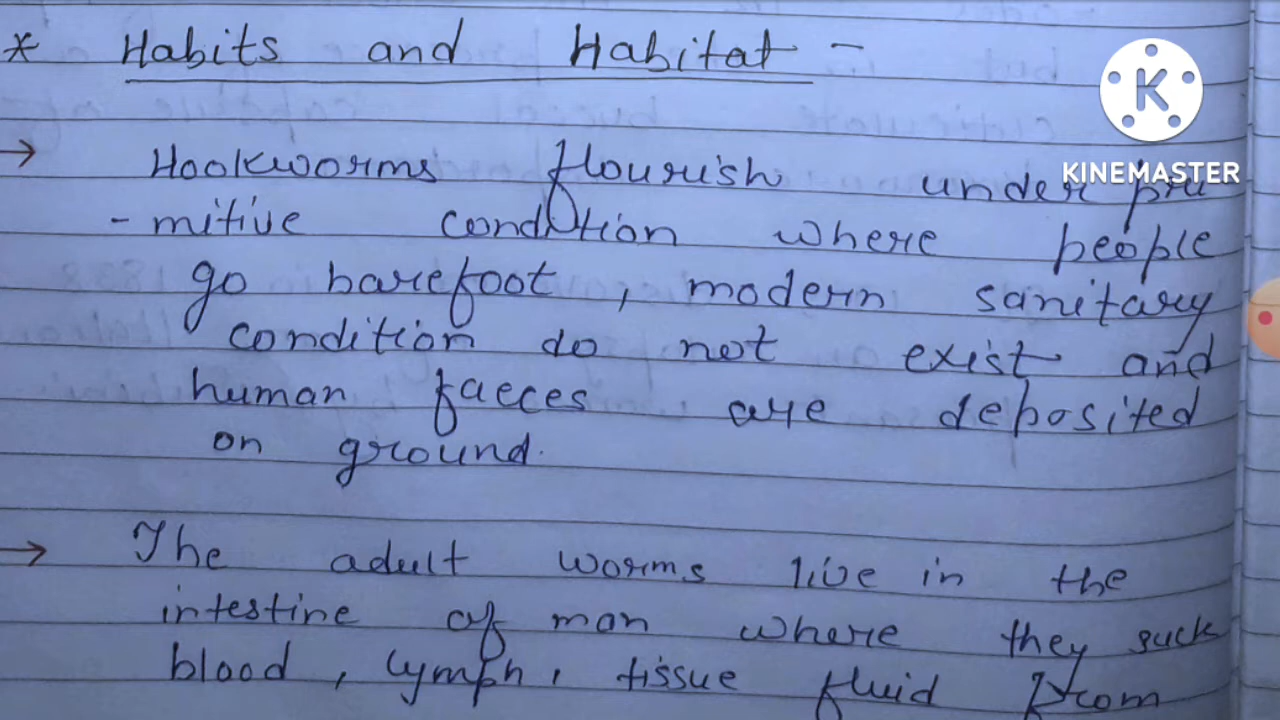 * Habits and Habitat -
K
KINEMASTER
→ Hookworms flourish under pri
- mitive condition where people
go barefoot, modern sanitary
condition do not exist and
human faeces are deposited
on ground.
→ The adult worms live in the
intestine of man where they suck
blood, lymph, tissue fluid from